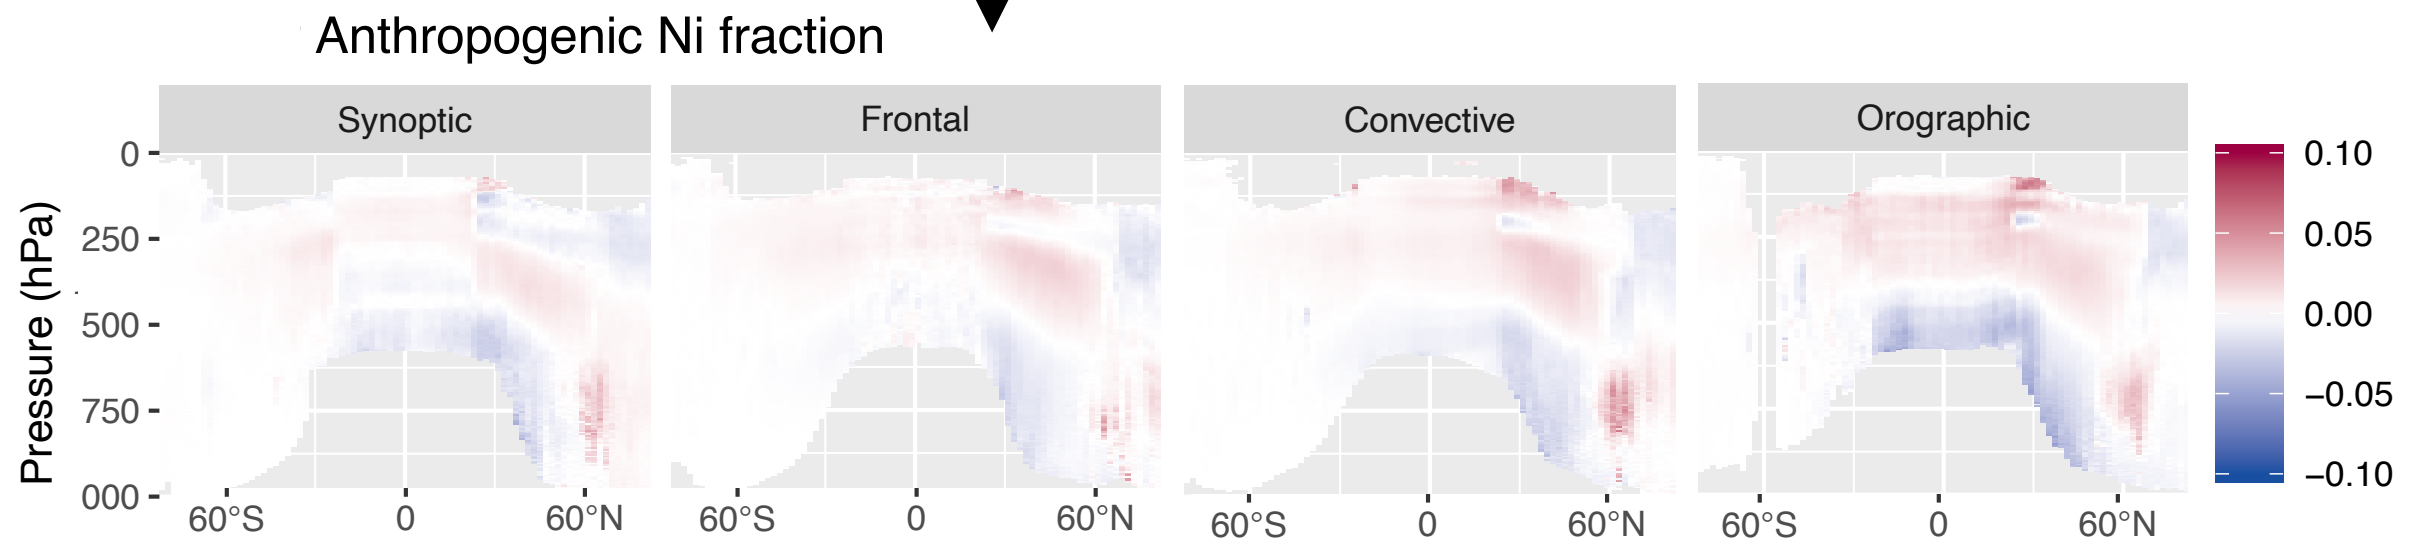 Anthropogenic Ni fraction
Synoptic Frontal Convective Orographic
Pressure (hPa)
0
250
500
750
000
60°S 0 60°N 60°S 0 60°N 60°S 0 60°N 60°S 0 60°N
0.10
0.05
0.00
−0.05
−0.10